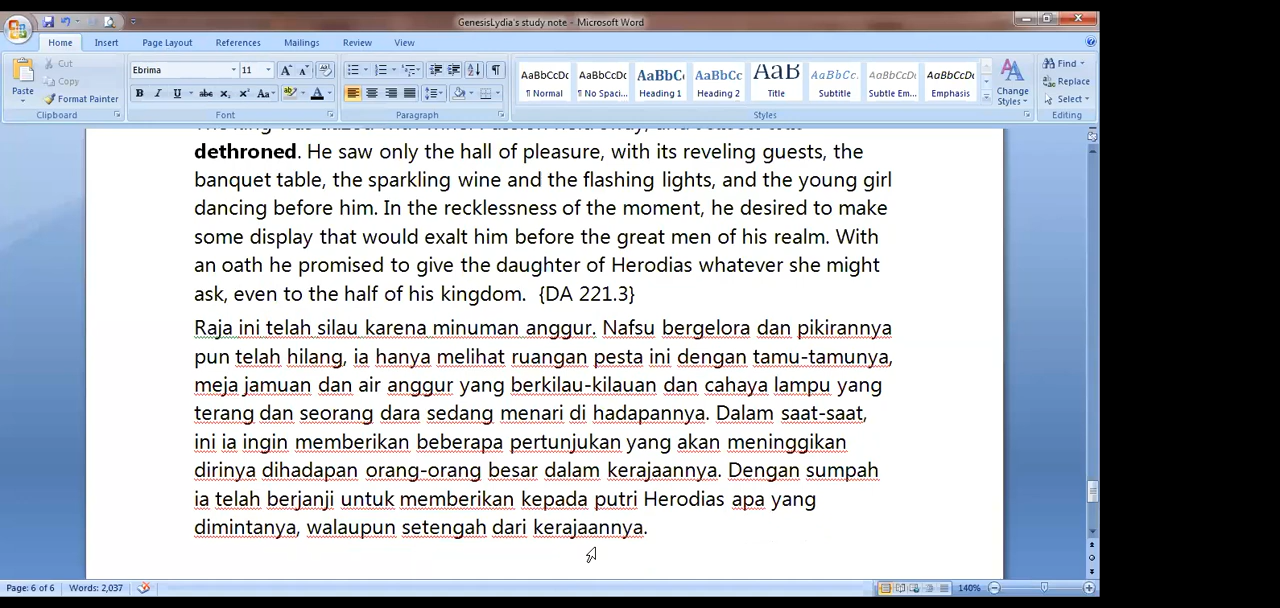 GenesisLydia's study note - Microsoft Word
Home Insert Page Layout References Mailings Review View
Paste
Cut
Copy
Format Painter
Clipboard
Ebrima 11
Font
Paragraph
AaBbCcDc AaBbCcDc AaBbC AaBbCc AaB AaBbCc. AaBbCcDc AaBbCcDc
¶ Normal ¶ No Spaci... Heading 1 Heading 2 Title Subtitle Subtle Em... Emphasis
Change Styles
Styles
Find
Replace
Select
Editing
dethroned. He saw only the hall of pleasure, with its reveling guests, the
banquet table, the sparkling wine and the flashing lights, and the young girl
dancing before him. In the recklessness of the moment, he desired to make
some display that would exalt him before the great men of his realm. With
an oath he promised to give the daughter of Herodias whatever she might
ask, even to the half of his kingdom. {DA 221.3}
Raja ini telah silau karena minuman anggur. Nafsu bergelora dan pikirannya
pun telah hilang, ia hanya melihat ruangan pesta ini dengan tamu-tamunya,
meja jamuan dan air anggur yang berkilau-kilauan dan cahaya lampu yang
terang dan seorang dara sedang menari di hadapannya. Dalam saat-saat,
ini ia ingin memberikan beberapa pertunjukan yang akan meninggikan
dirinya dihadapan orang-orang besar dalam kerajaannya. Dengan sumpah
ia telah berjanji untuk memberikan kepada putri Herodias apa yang
dimintanya, walaupun setengah dari kerajaannya.
Page: 6 of 6 Words: 2,037 140%